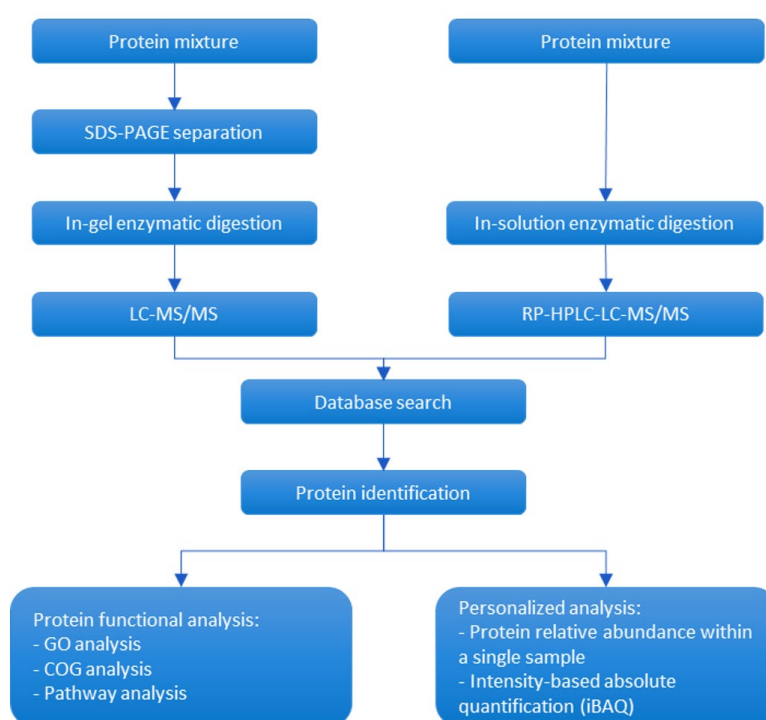 Protein mixture
Protein mixture
SDS-PAGE separation
In-gel enzymatic digestion
In-solution enzymatic digestion
LC-MS/MS
RP-HPLC-LC-MS/MS
Database search
Protein identification
Protein functional analysis:
- GO analysis
- COG analysis
- Pathway analysis
Personalized analysis:
- Protein relative abundance within
a single sample
- Intensity-based absolute
quantification (iBAQ)